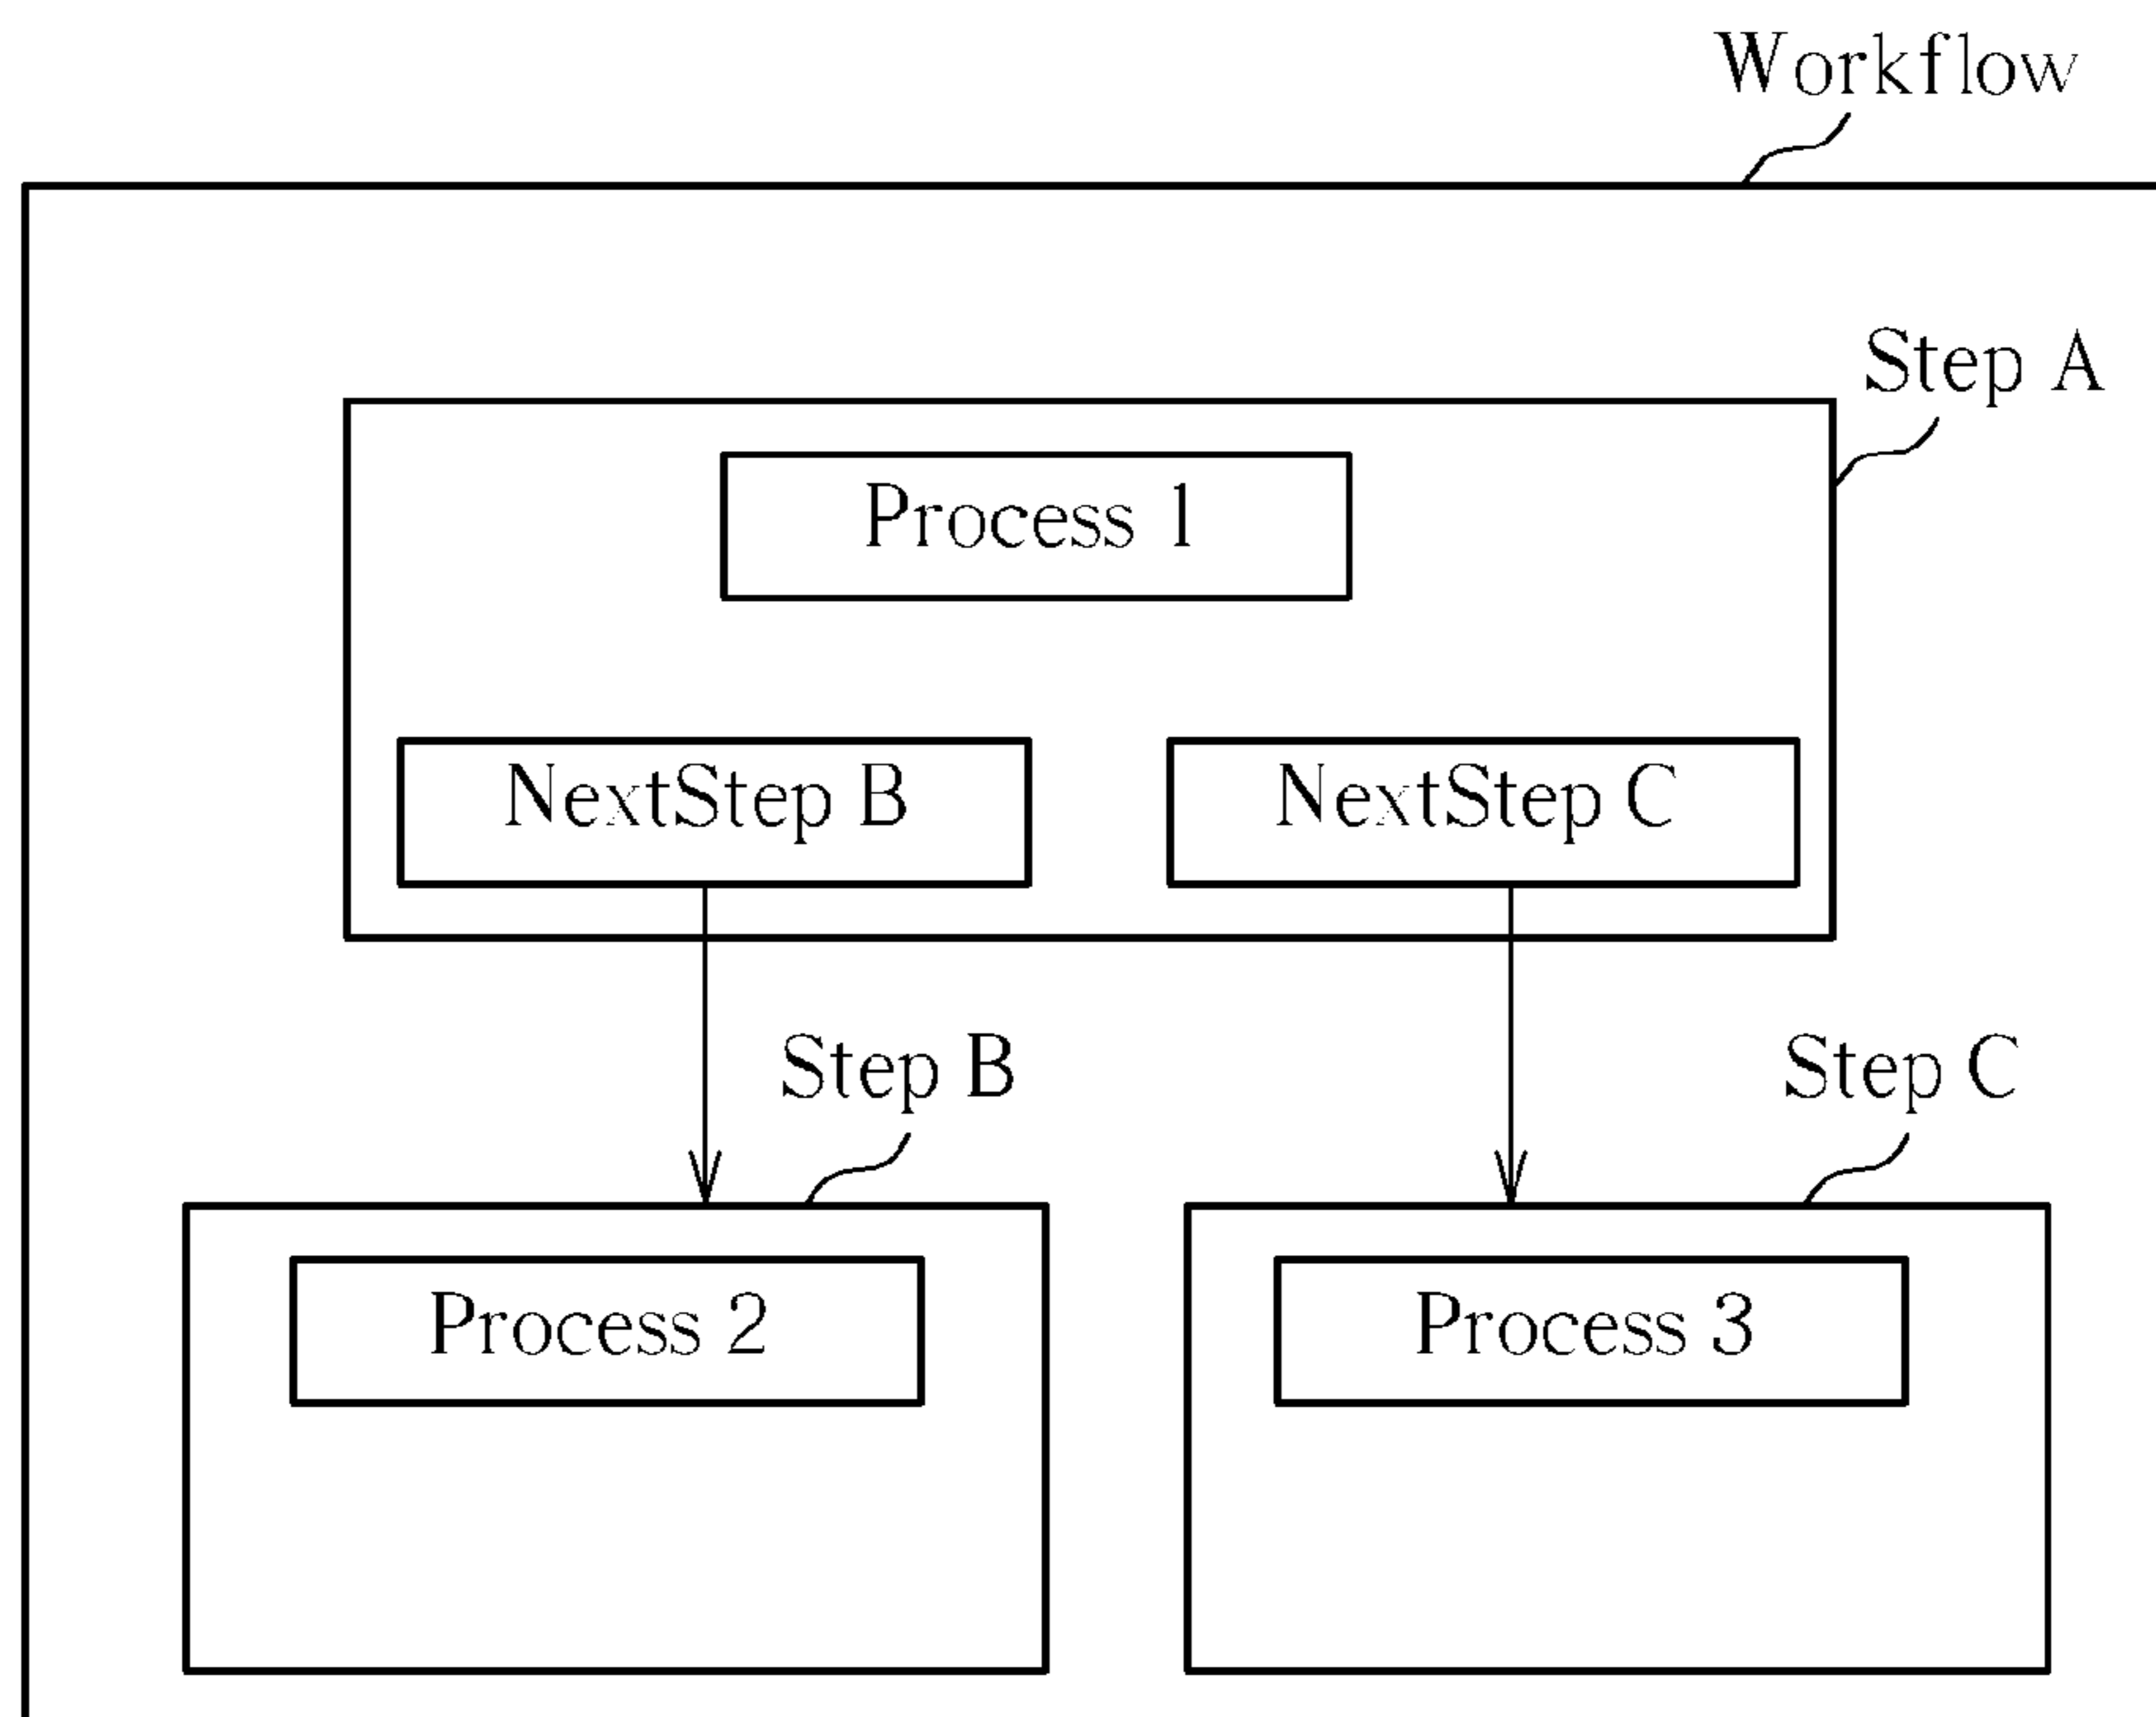 Workflow
Step A
Process 1
NextStep B
NextStep C
Step B
Step C
Process 2
Process 3